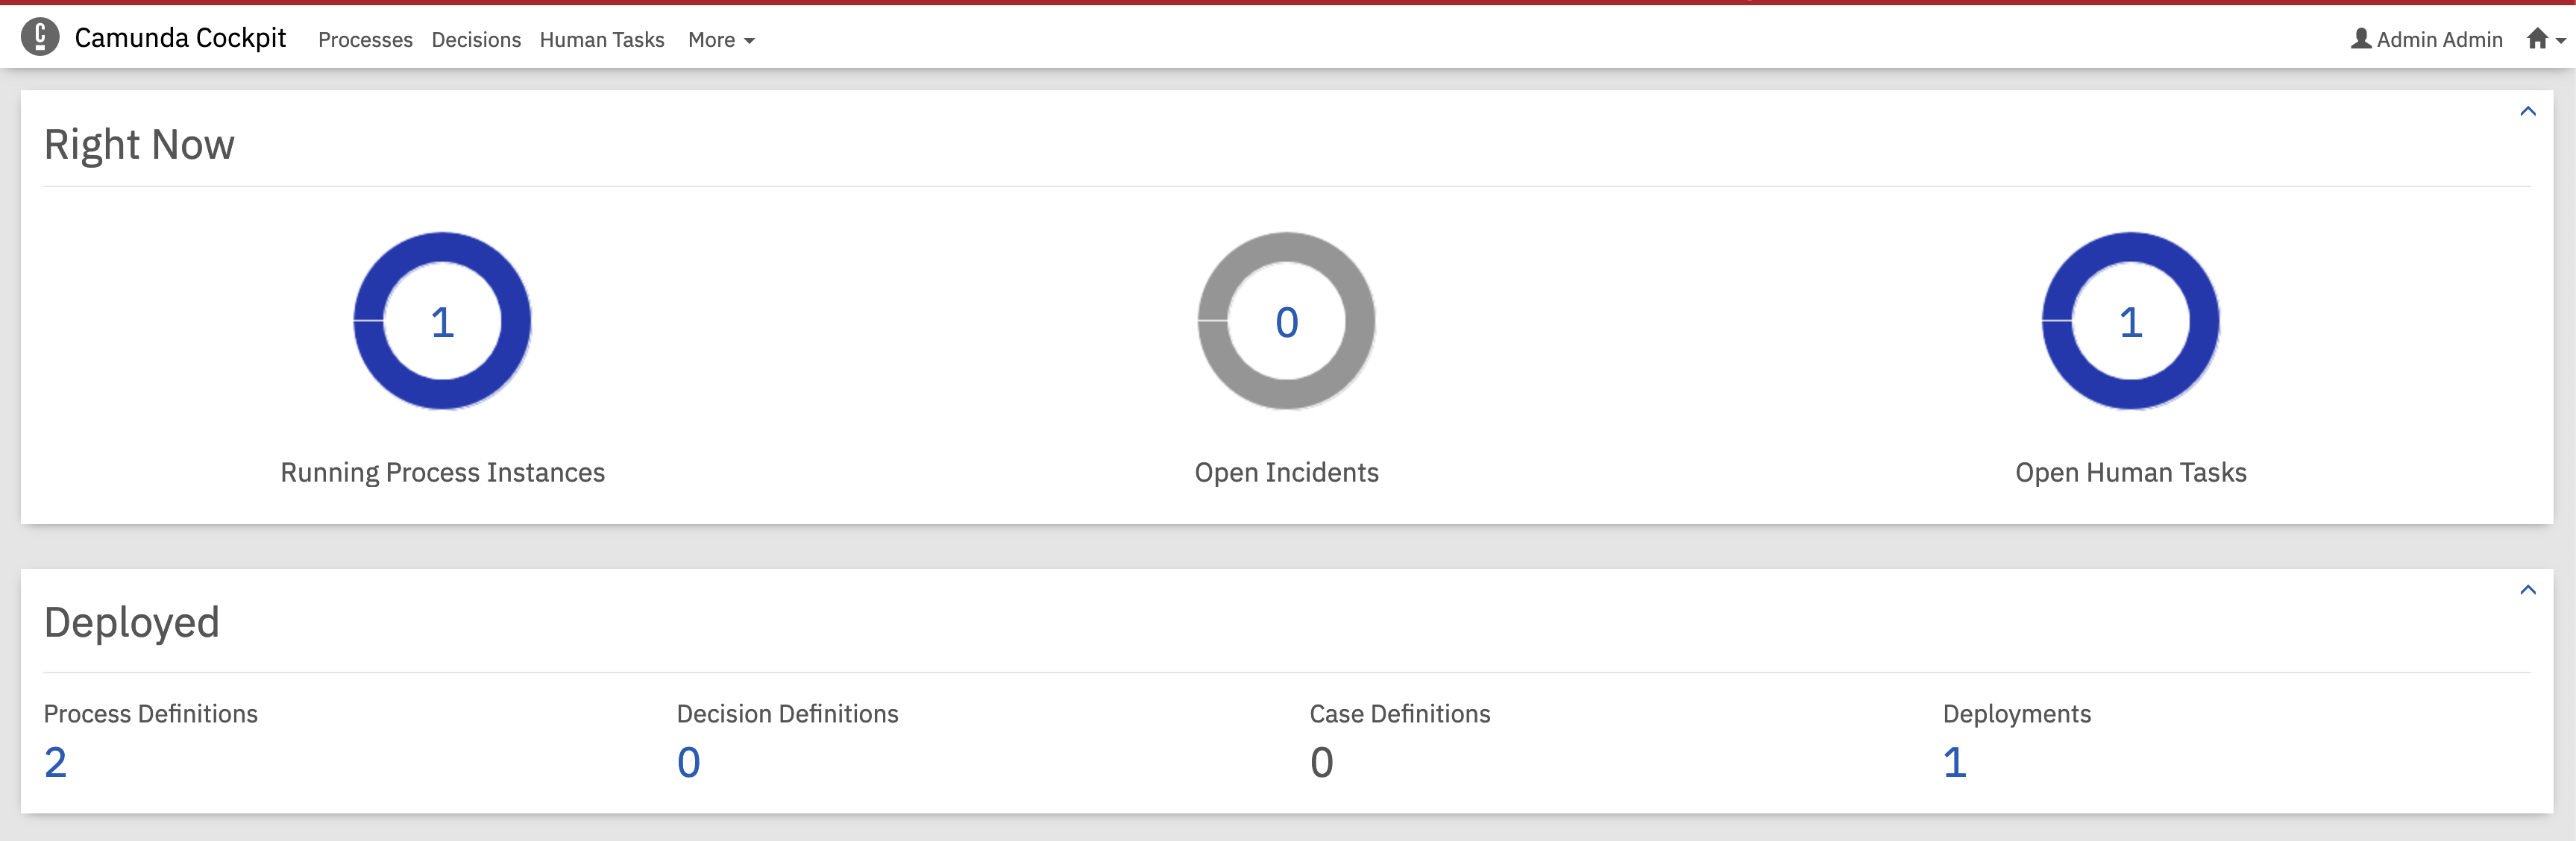 Camunda Cockpit Processes Decisions Human Tasks More Admin Admin
Right Now
1 0 1
Running Process Instances Open Incidents Open Human Tasks
Deployed
Process Definitions Decision Definitions Case Definitions Deployments
2 0 0 1